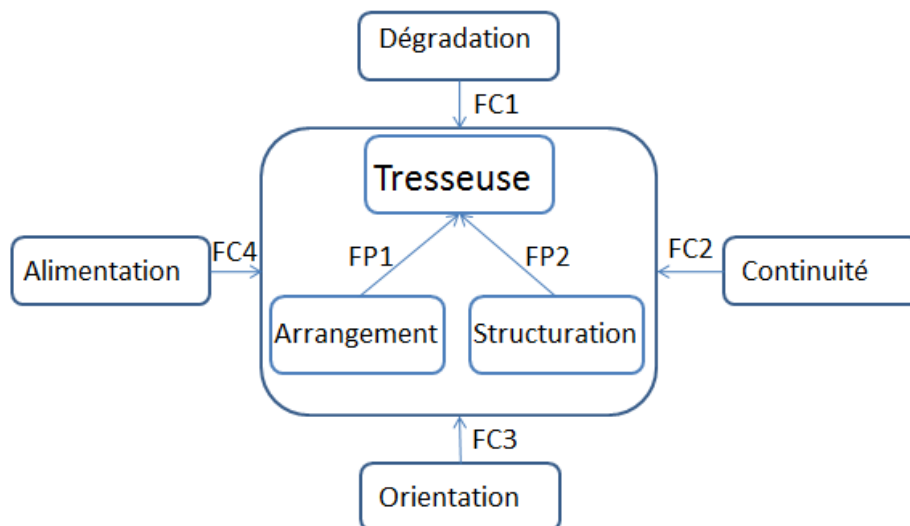 Dégradation
FC1
Tresseuse
FC4
FP1
FP2
FC2
Alimentation
Continuité
Arrangement
Structuration
FC3
Orientation